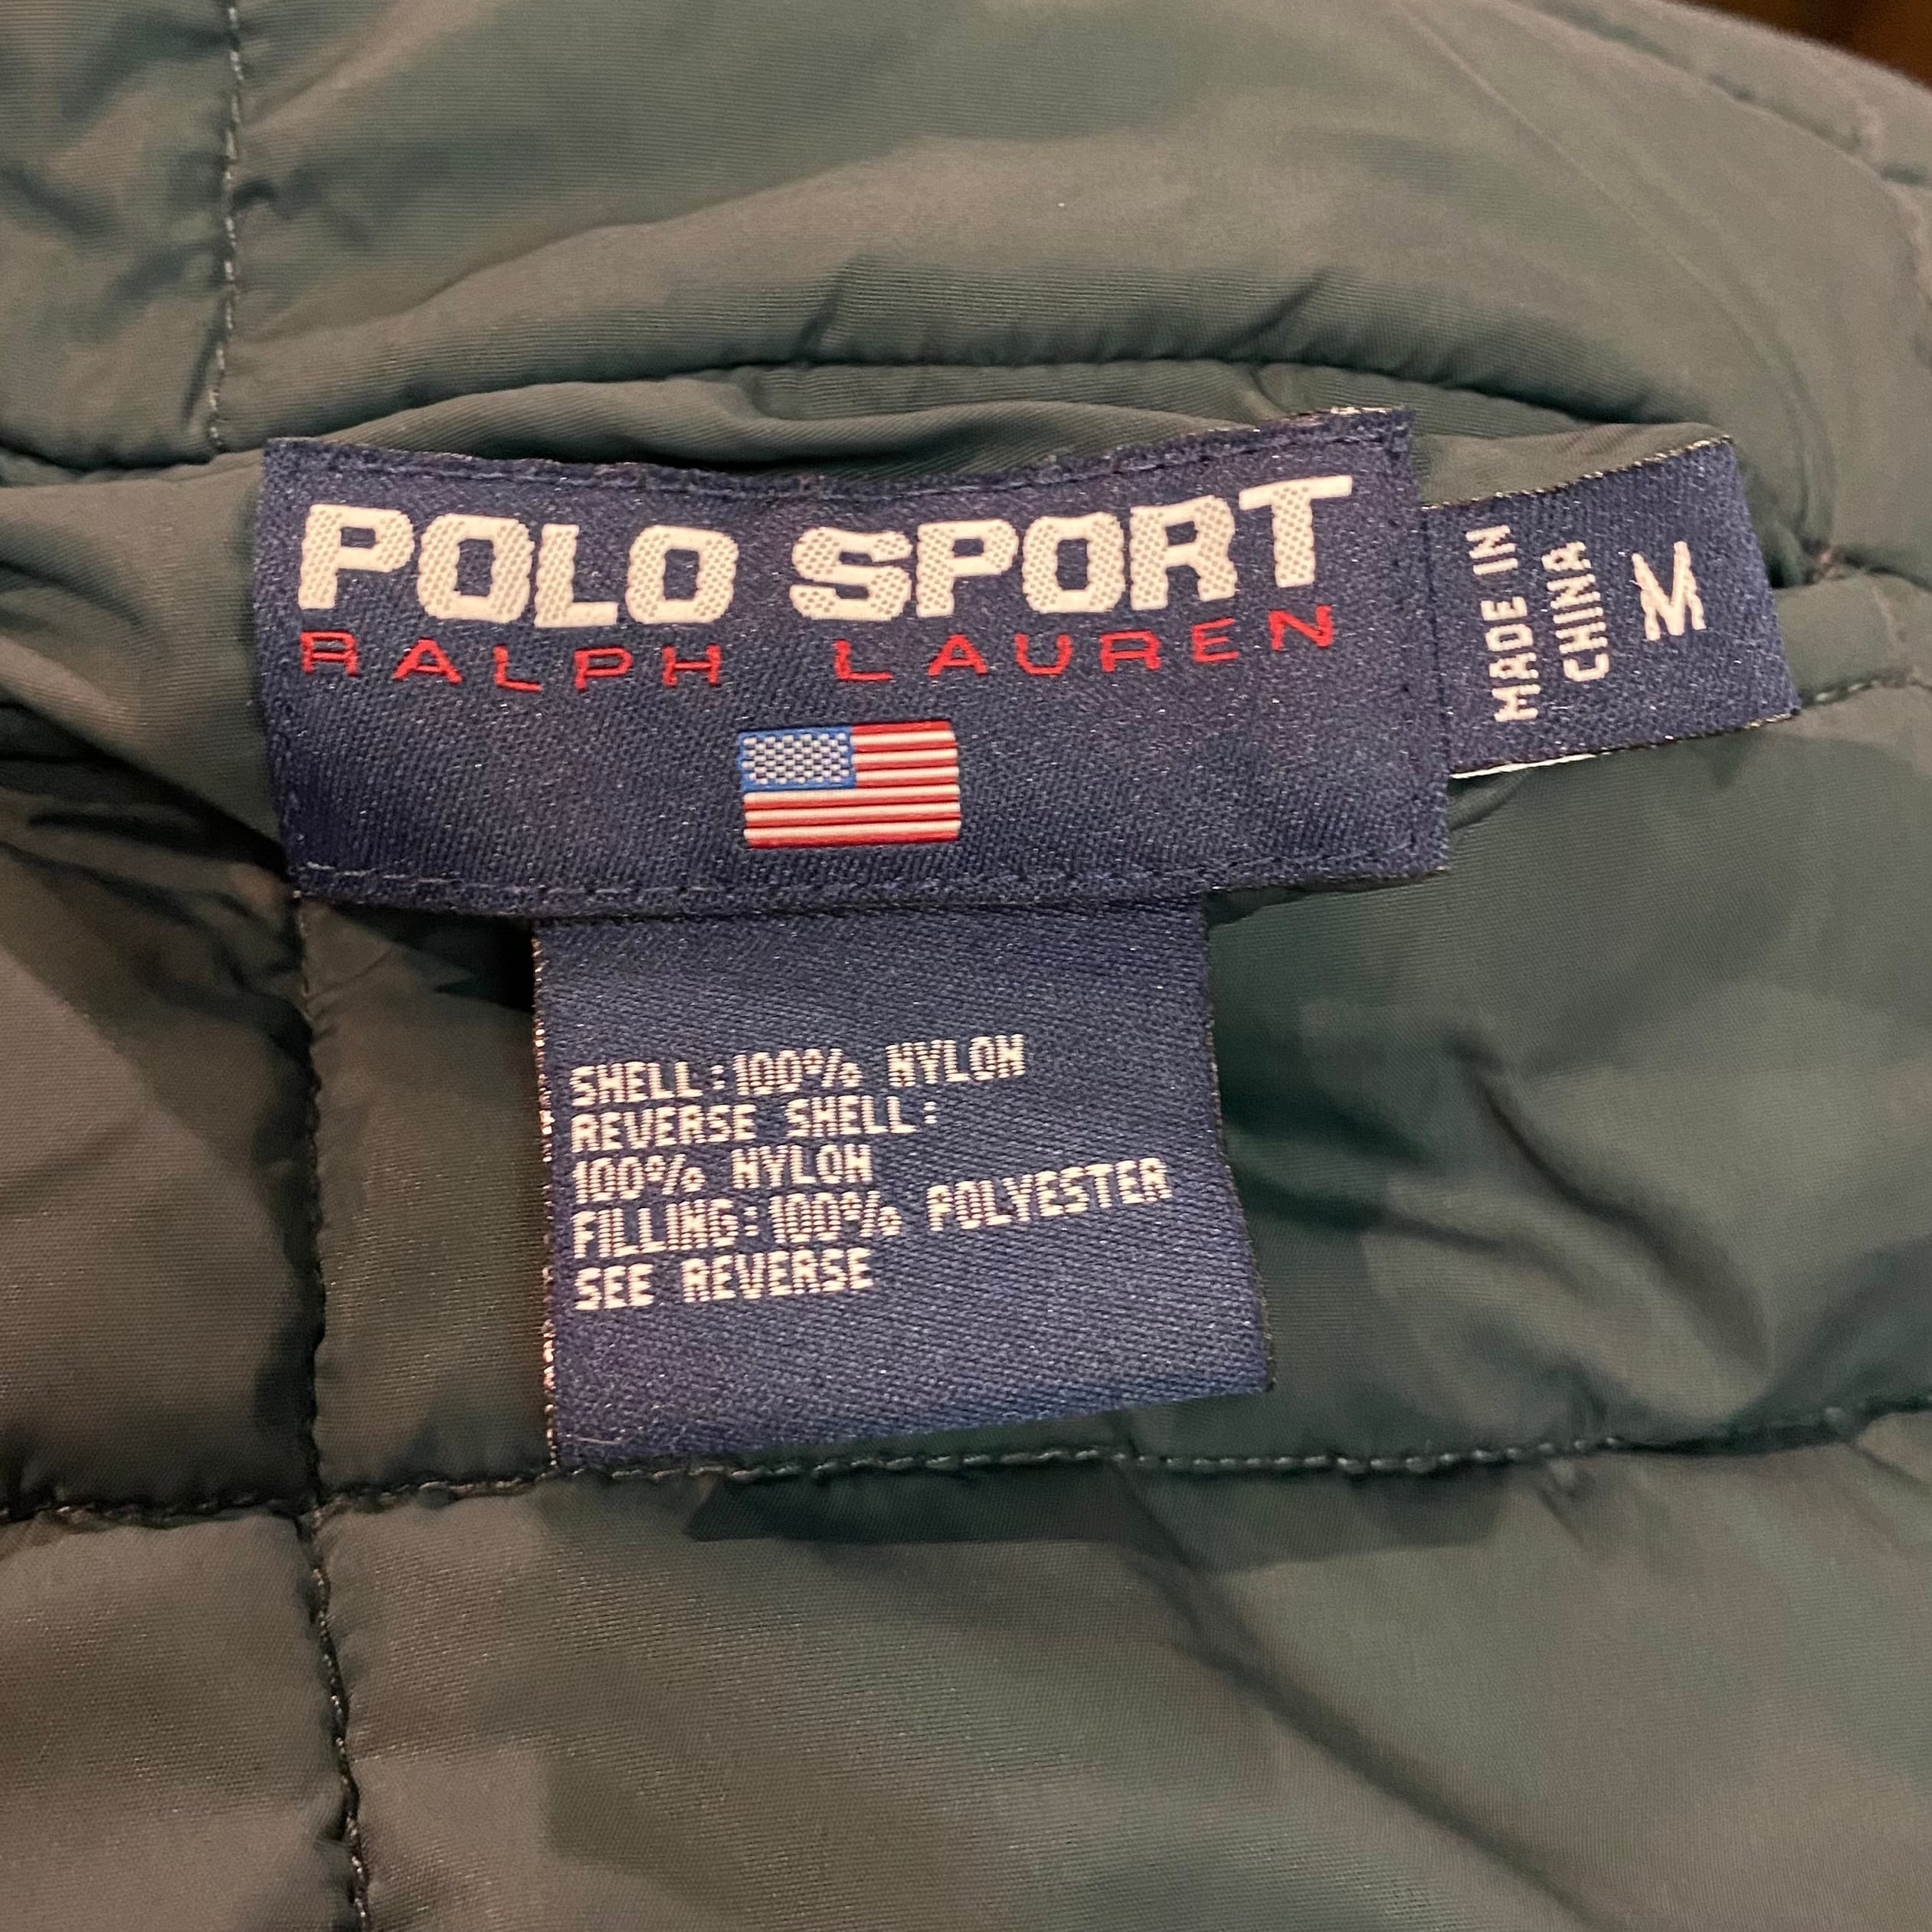 POLO SPORT
RALPH LAUREN
MADE IN
CHINA
M
SHELL:100% NYLON
REVERSE SHELL:
100% NYLON
FILLING:100% POLYESTER
SEE REVERSE